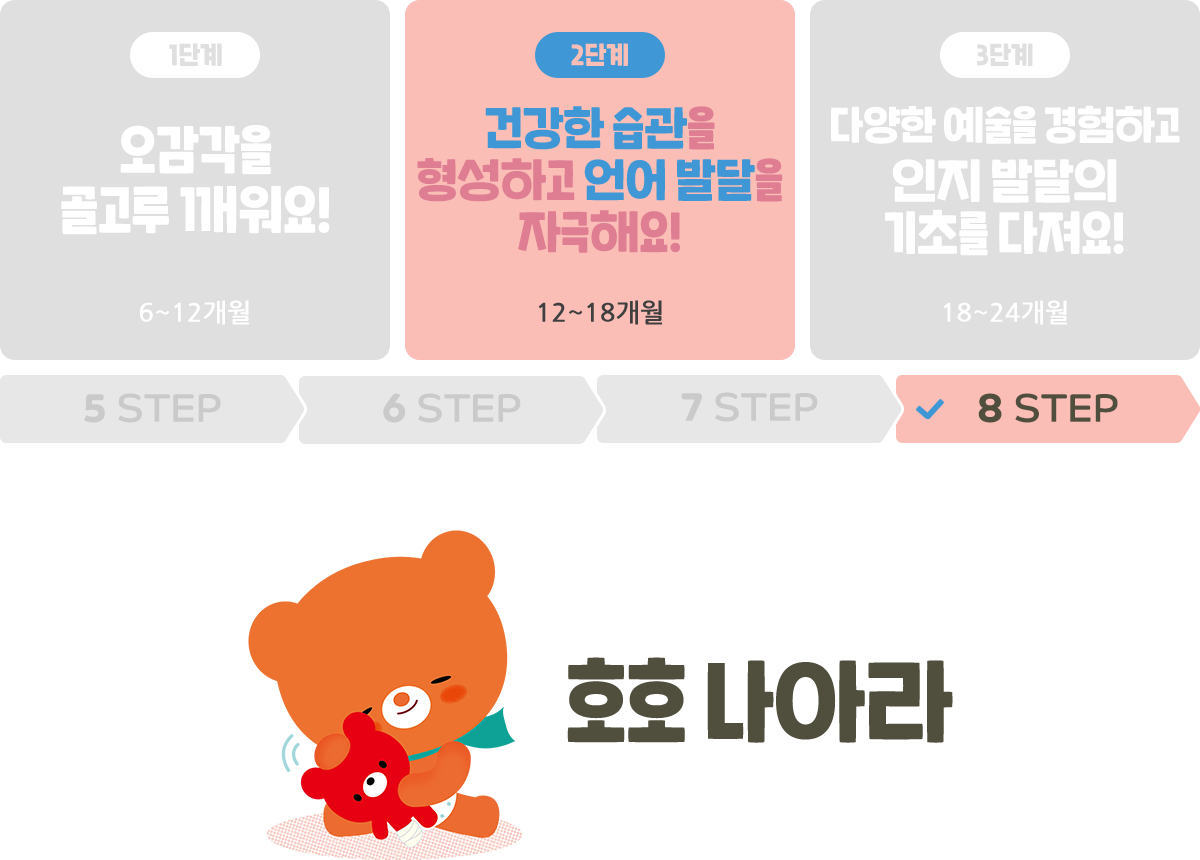 1단계
오감각을
골고루 깨워요!
6~12개월
2단계
건강한 습관을
형성하고 언어 발달을
자극해요!
12~18개월
3단계
다양한 예술을 경험하고
인지 발달의
기초를 다져요!
18~24개월
5 STEP
6 STEP
7 STEP
8 STEP
호호 나아라